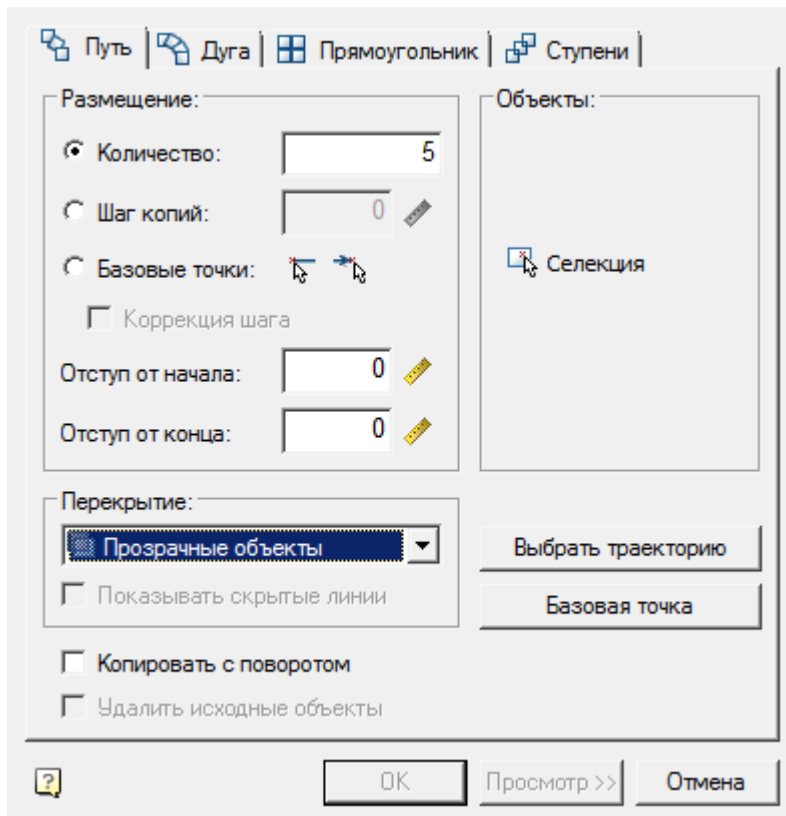 Путь Дуга Прямоугольник Ступени
Размещение:
Количество: 5
Шаг копий: 0
Базовые точки:
Коррекция шага
Отступ от начала: 0
Отступ от конца: 0
Объекты:
Селекция
Перекрытие:
Прозрачные объекты
Показывать скрытые линии
Выбрать траекторию
Базовая точка
Копировать с поворотом
Удалить исходные объекты
? OK Просмотр >> Отмена